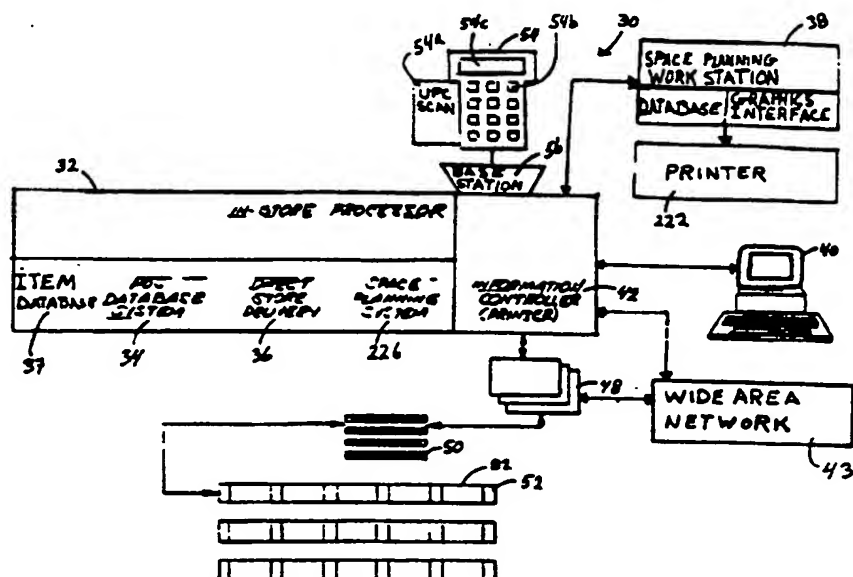 54a
54c
54
54b
30
38
UPC
SCAN
SPACE PLANNING
WORK STATION
DATABASE
GRAPHICS
INTERFACE
56
BASE
STATION
PRINTER
222
32
IN-STORE PROCESSOR
40
ITEM
DATABASE
DATABASE
SYSTEM
DIRECT
STORE
DELIVERY
SPACE
PLANNING
SYSTEM
INFORMATION
CONTROLLER
(PRINTER)
42
37
34
36
226
48
WIDE AREA
NETWORK
43
50
82
52